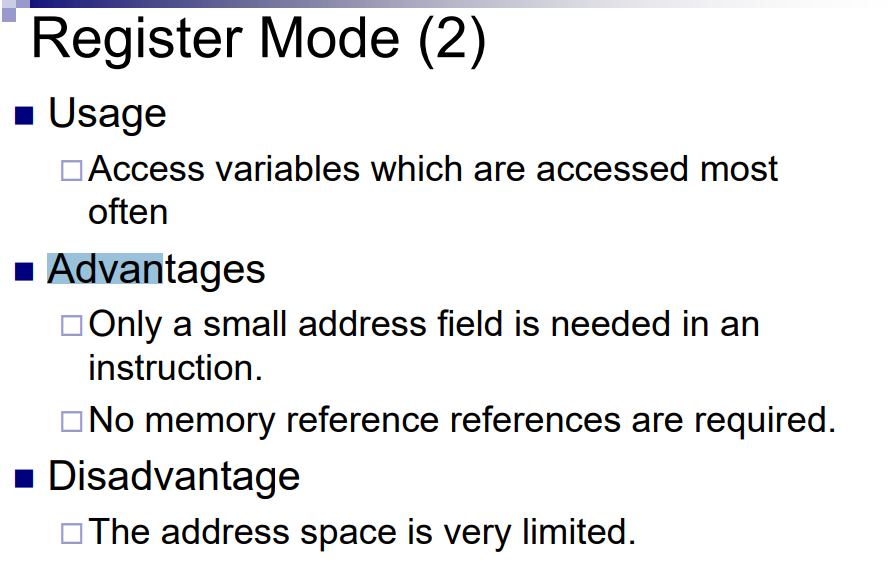 Register Mode (2)
Usage
Access variables which are accessed most
often
Advantages
Only a small address field is needed in an
instruction.
No memory reference references are required.
Disadvantage
The address space is very limited.